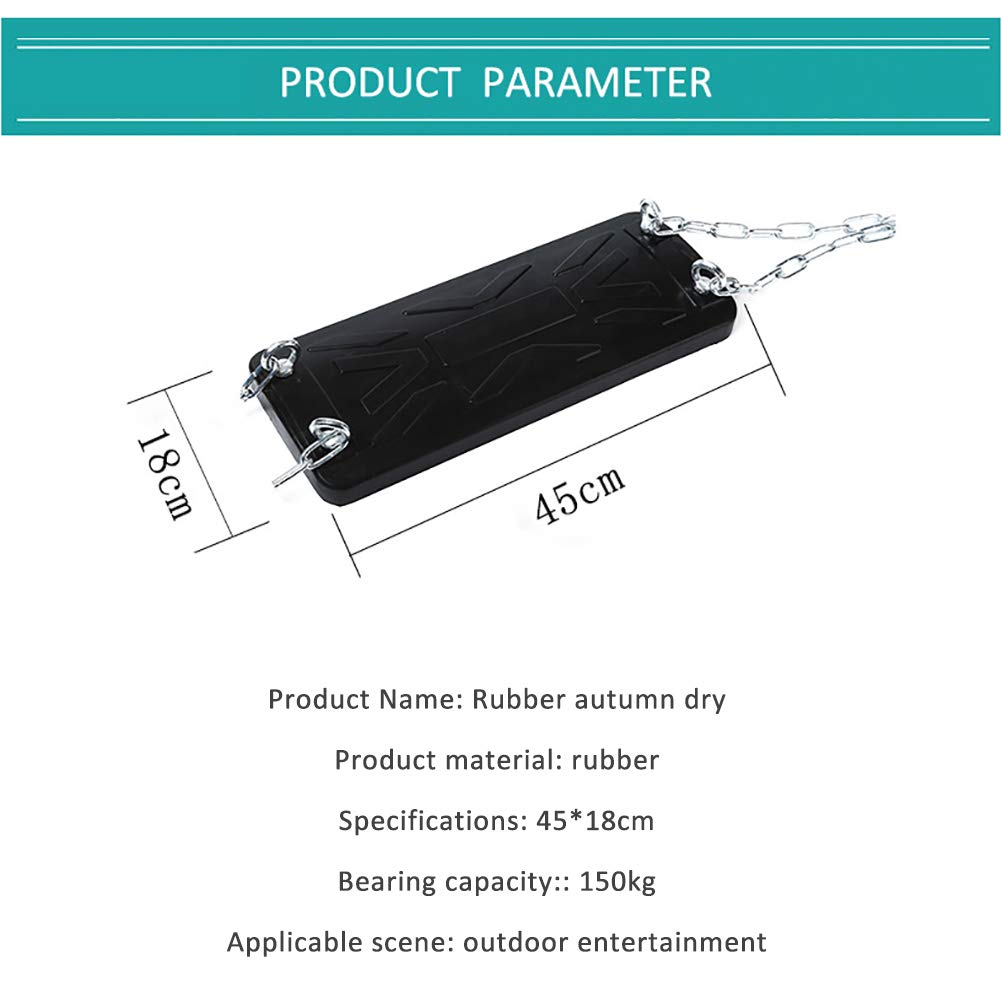 PRODUCT PARAMETER
18cm
45cm
Product Name: Rubber autumn dry
Product material: rubber
Specifications: 45*18cm
Bearing capacity:: 150kg
Applicable scene: outdoor entertainment